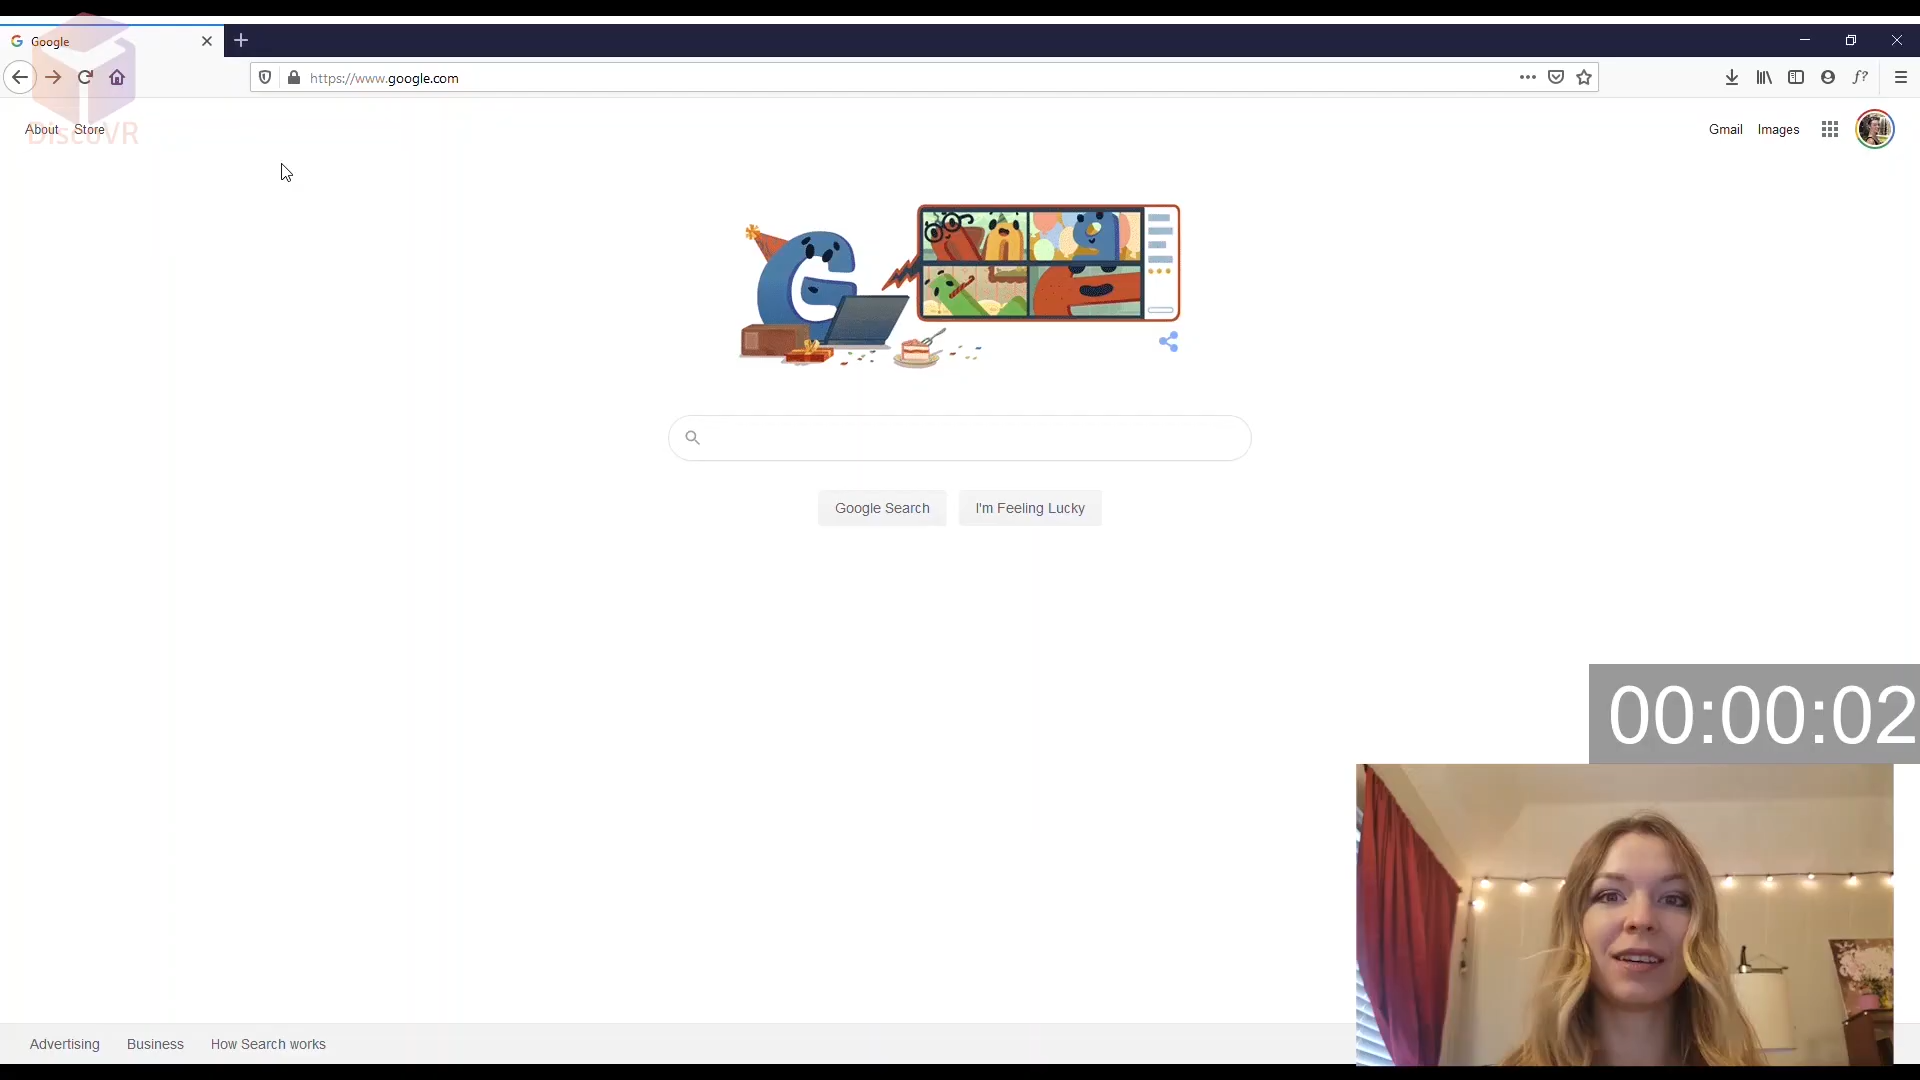 Google
https://www.google.com
f?
DiscoVR
About Store
Gmail Images
Google Search I'm Feeling Lucky
00:00:02
Advertising Business How Search works